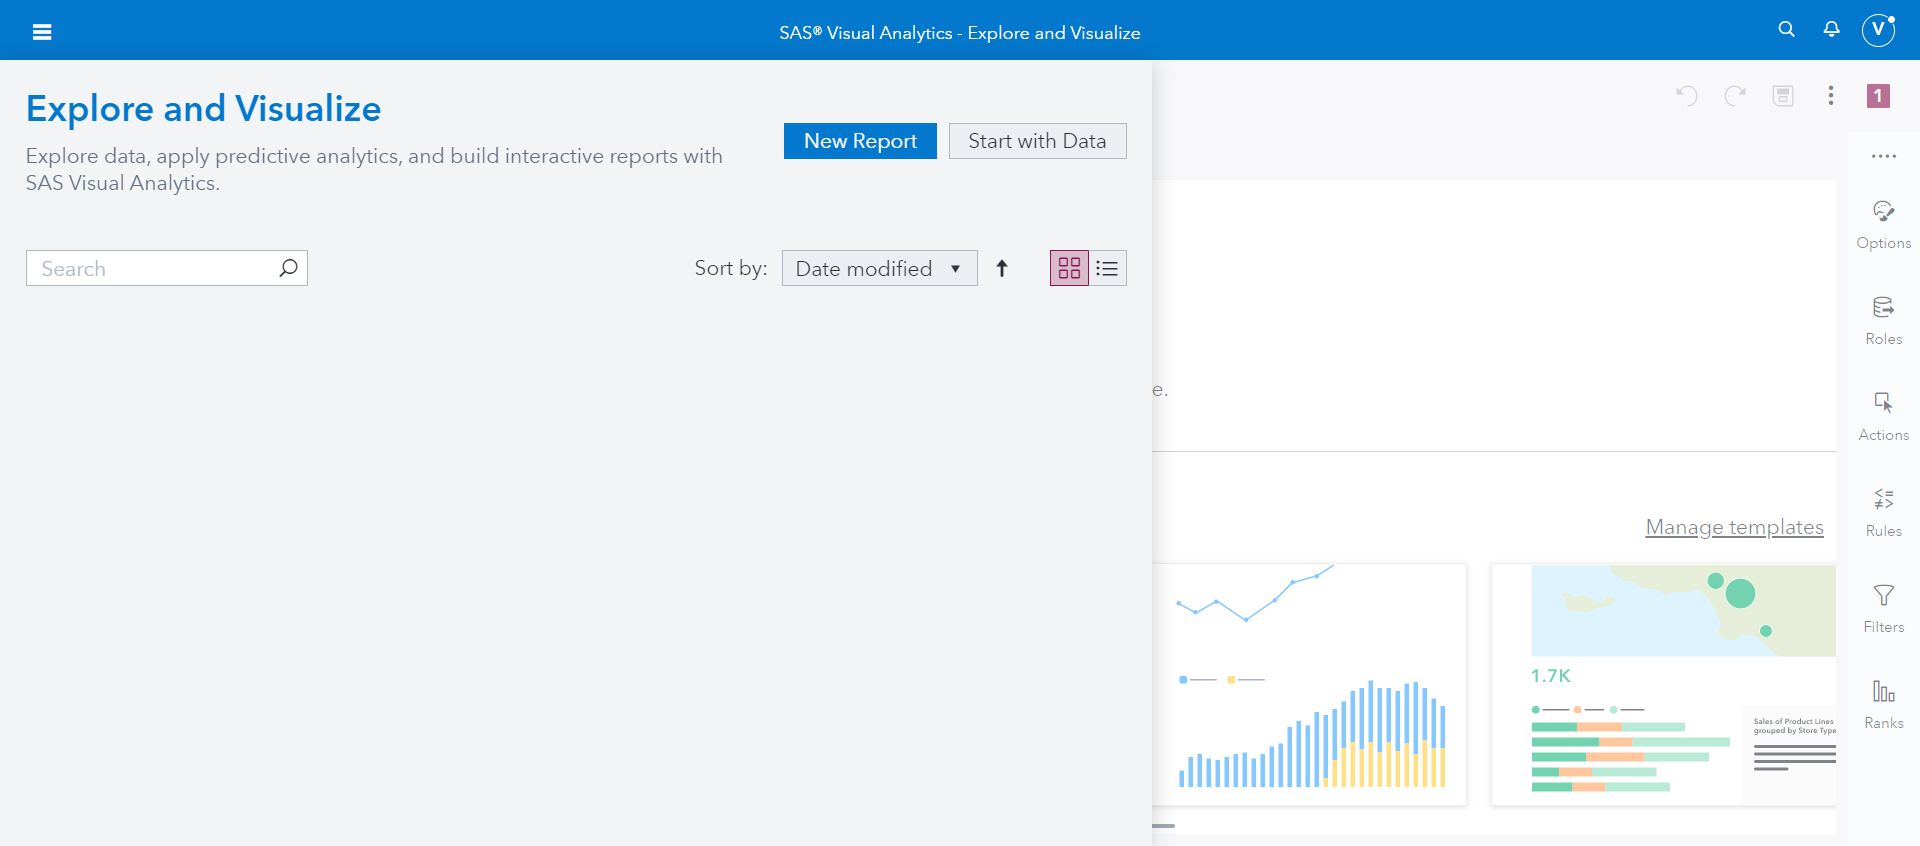 SAS® Visual Analytics - Explore and Visualize
V
Explore and Visualize
Explore data, apply predictive analytics, and build interactive reports with
SAS Visual Analytics.
New Report
Start with Data
1
Search
Sort by:
Date modified
Options
Roles
e.
Actions
Rules
Manage templates
Filters
1.7K
Sales of Product Lines
grouped by Store Type
Ranks